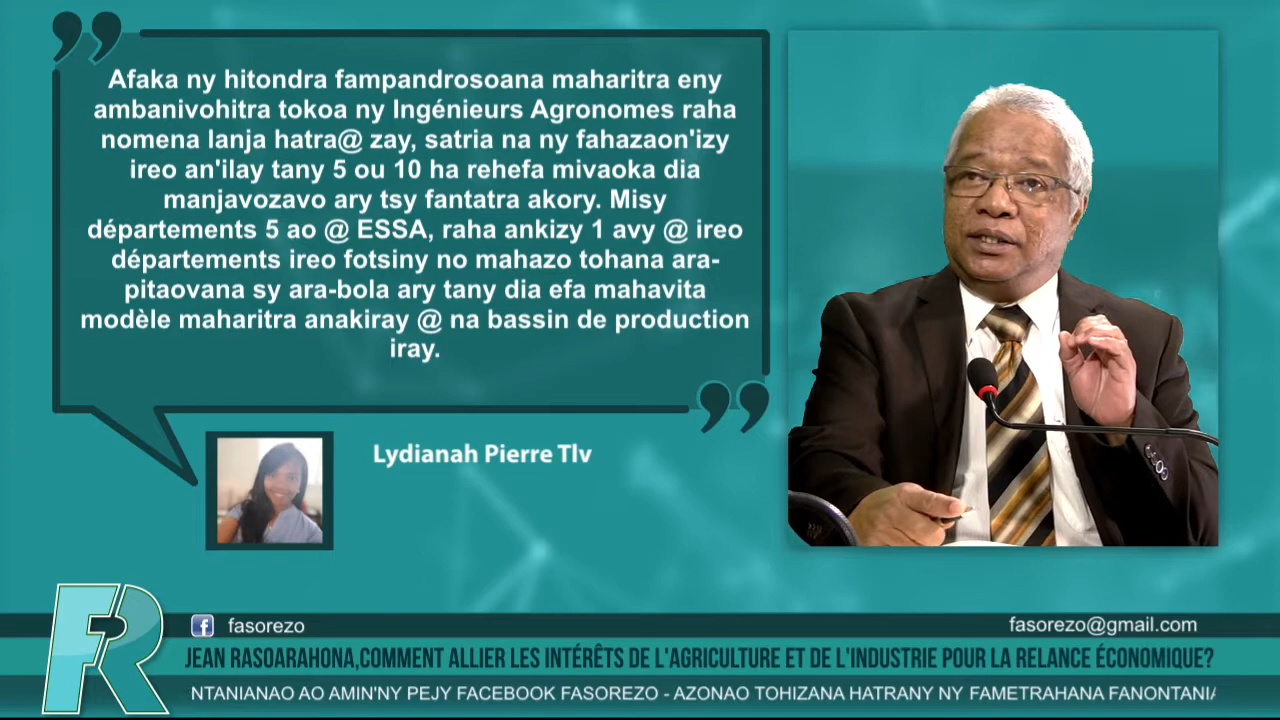 Afaka ny hitondra fampandrosoana maharitra eny
ambanivohitra tokoa ny Ingénieurs Agronomes raha
nomena lanja hatra@ zay, satria na ny fahazaon'izy
ireo an'ilay tany 5 ou 10 ha rehefa mivaoka dia
manjavozavo ary tsy fantatra akory. Misy
départements 5 ao @ ESSA, raha ankizy 1 avy @ ireo
départements ireo fotsiny no mahazo tohana ara-
pitaovana sy ara-bola ary tany dia efa mahavita
modèle maharitra anakiray @ na bassin de production
iray.
Lydianah Pierre Tlv
FR
fasorezo
fasorezo@gmail.com
JEAN RASOARAHONA,COMMENT ALLIER LES INTÉRÊTS DE L'AGRICULTURE ET DE L'INDUSTRIE POUR LA RELANCE ÉCONOMIQUE?
NTANIANAO AO AMIN'NY PEJY FACEBOOK FASOREZO - AZONAO TOHIZANA HATRANY NY FAMETRAHANA FANONTANI